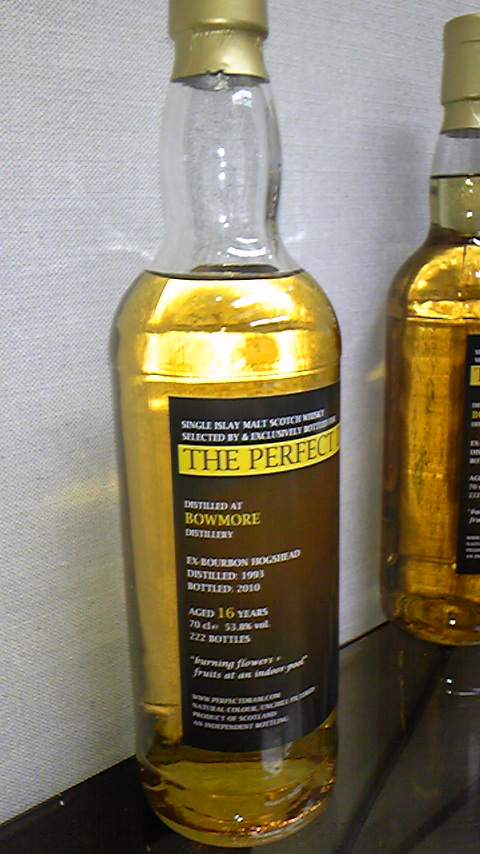 SINGLE ISLAY MALT SCOTCH WHISKY
SELECTED BY & EXCLUSIVELY BOTTLED FOR
THE PERFECT
DISTILLED AT
BOWMORE
DISTILLERY
EX-BOURBON HOGSHEAD
DISTILLED: 1993
BOTTLED: 2010
AGED 16 YEARS
70 cl℮ 53.8% vol.
222 BOTTLES
"burning flowers +
fruits at an indoor pool"
WWW.PERFECTDRAM.COM
NATURAL COLOUR, UNCHILLFILTERED
PRODUCT OF SCOTLAND
AN INDEPENDENT BOTTLING